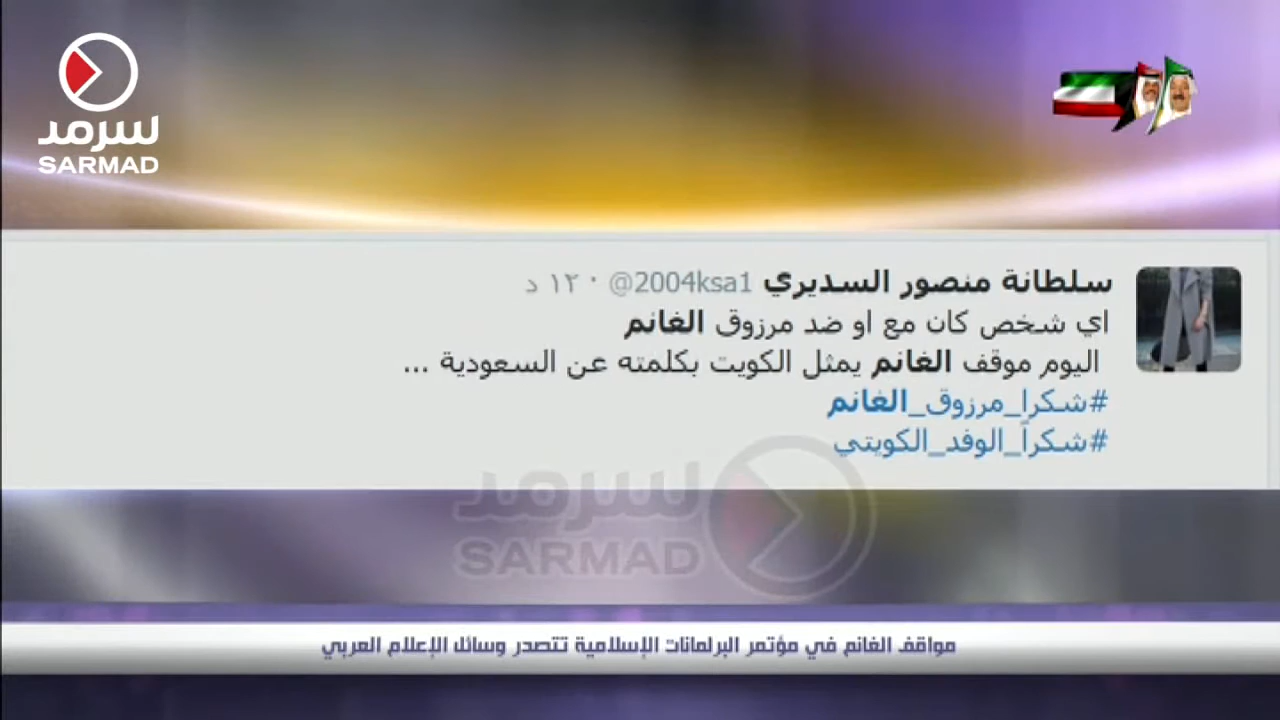 سرمد
SARMAD
سلطانة منصور السديري @2004ksa1 · ١٢٠ د
اي شخص كان مع او ضد مرزوق الغانم
اليوم موقف الغانم يمثل الكويت بكلمته عن السعودية ...
#شكرا_مرزوق_الغانم
#شكراً_الوفد_الكويتي
سرمد
SARMAD
مواقف الغانم في مؤتمر البرلمانات الإسلامية تتصدر وسائل الإعلام العربي